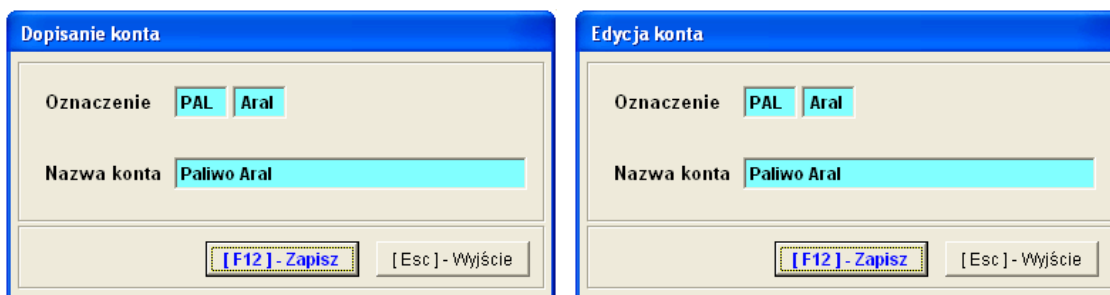 Dopisanie konta
Oznaczenie PAL Aral
Nazwa konta Paliwo Aral
[ F12 ] - Zapisz [ Esc ] - Wyjście
Edycja konta
Oznaczenie PAL Aral
Nazwa konta Paliwo Aral
[ F12 ] - Zapisz [ Esc ] - Wyjście